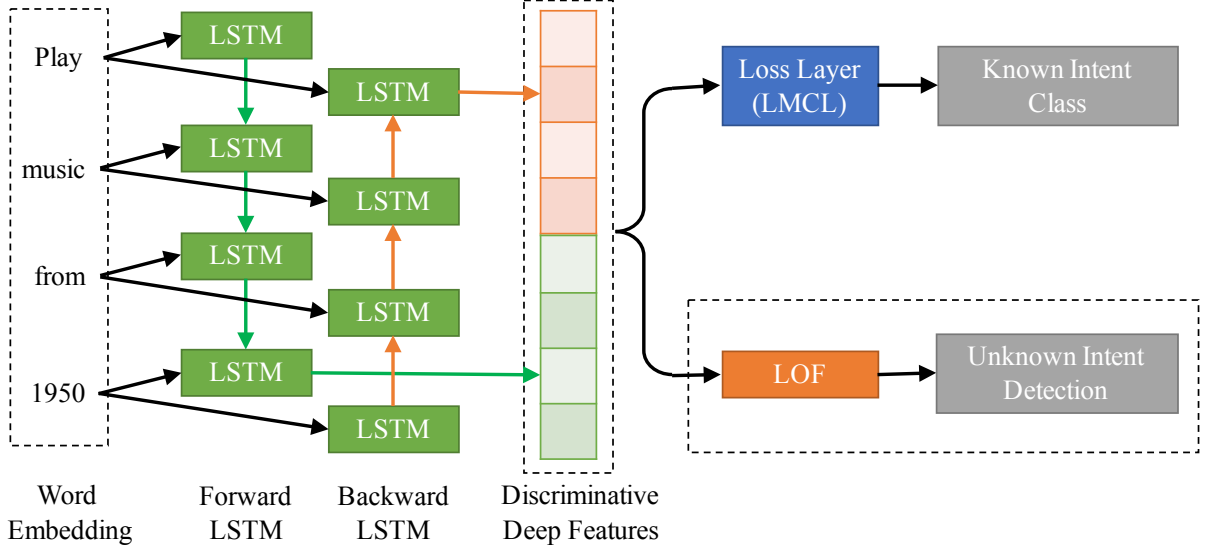 Play
music
from
1950
LSTM
LSTM
LSTM
LSTM
LSTM
LSTM
LSTM
LSTM
Loss Layer
(LMCL)
Known Intent
Class
LOF
Unknown Intent
Detection
Word
Embedding
Forward
LSTM
Backward
LSTM
Discriminative
Deep Features